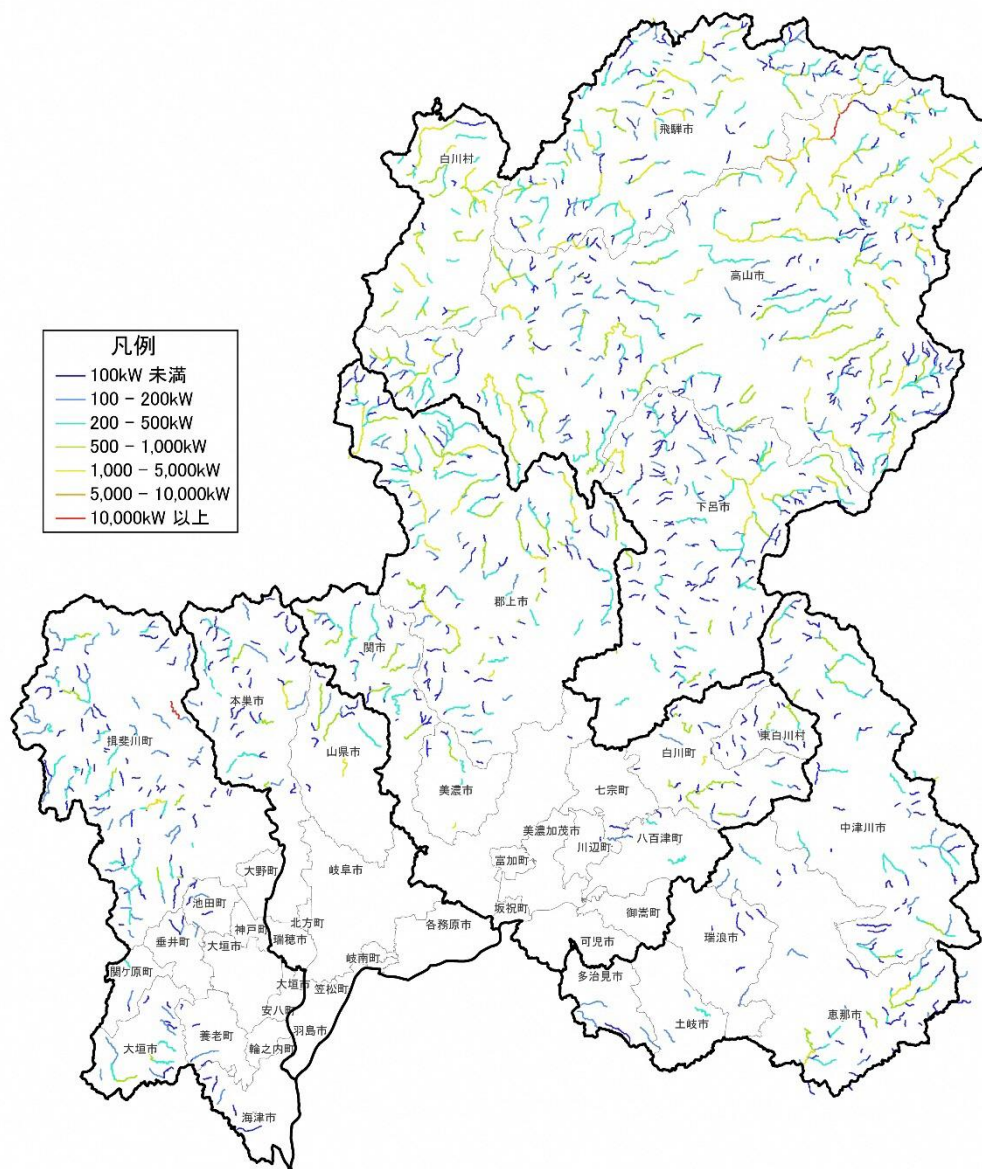 飛騨市
白川村
高山市
凡例
100kW 未満
100 - 200kW
200 - 500kW
500 - 1,000kW
1,000 - 5,000kW
5,000 - 10,000kW
10,000kW 以上
下呂市
郡上市
関市
本巣市
揖斐川町
山県市
東白川村
白川町
七宗町
美濃市
中津川市
美濃加茂市
川辺町
八百津町
富加町
大野町
岐阜市
池田町
坂祝町
御嵩町
北方町
各務原市
神戸町
瑞穂市
垂井町
大垣市
可児市
瑞浪市
岐南町
関ケ原町
多治見市
大垣市
笠松町
安八町
恵那市
土岐市
羽島市
養老町
大垣市
輪之内町
海津市